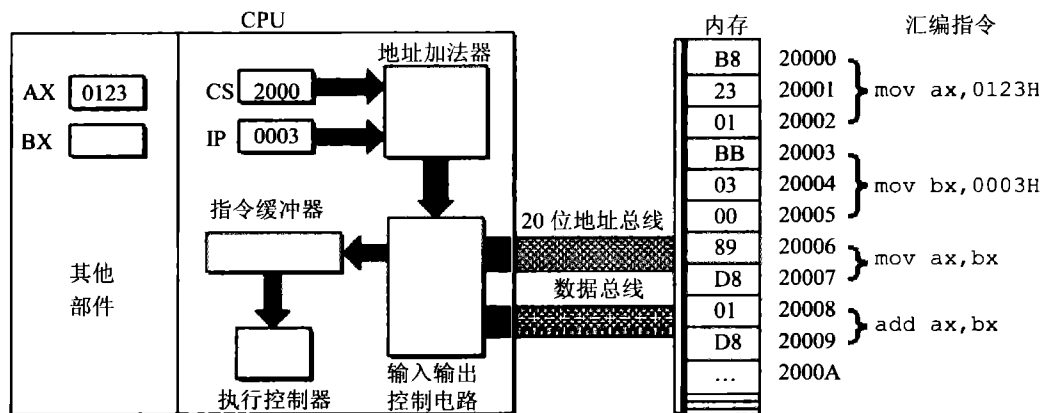 CPU
内存
汇编指令
地址加法器
AX 0123
CS 2000
BX
IP 0003
B8 20000
23 20001
01 20002
mov ax,0123H
BB 20003
03 20004
00 20005
mov bx,0003H
89 20006
D8 20007
mov ax,bx
01 20008
D8 20009
add ax,bx
… 2000A
指令缓冲器
20 位地址总线
数据总线
其他
部件
执行控制器
输入输出
控制电路